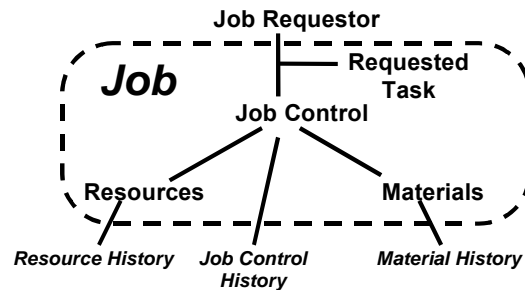 Job Requestor
Job
Requested
Task
Job Control
Resources
Materials
Resource History
Job Control
History
Material History